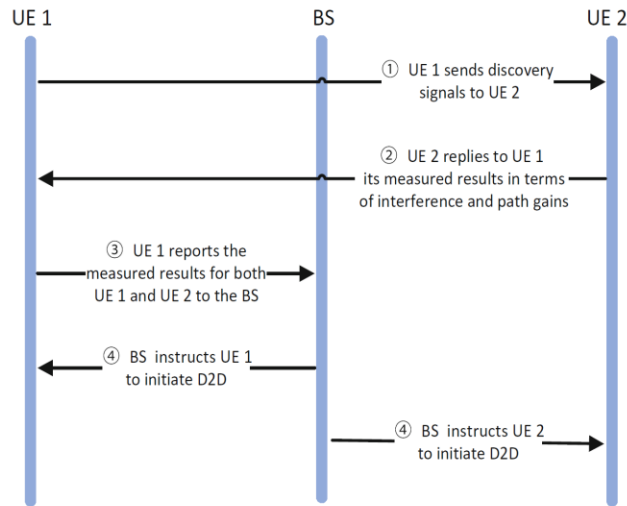 UE 1
BS
UE 2
① UE 1 sends discovery
signals to UE 2
② UE 2 replies to UE 1
its measured results in terms
of interference and path gains
③ UE 1 reports the
measured results for both
UE 1 and UE 2 to the BS
④ BS instructs UE 1
to initiate D2D
④ BS instructs UE 2
to initiate D2D